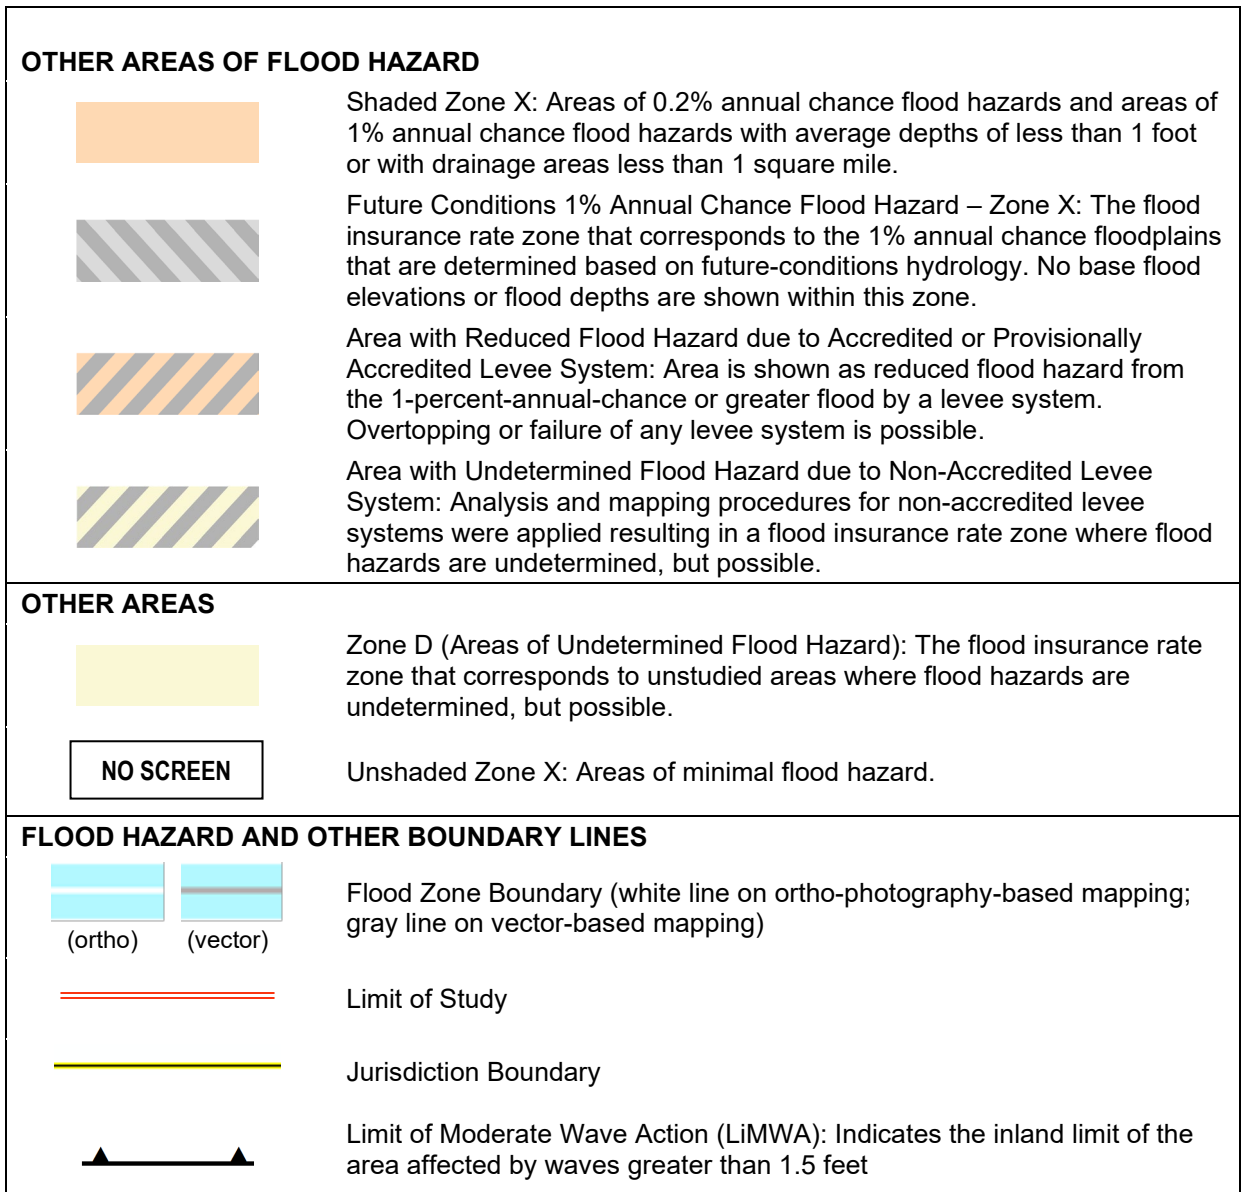 OTHER AREAS OF FLOOD HAZARD
Shaded Zone X: Areas of 0.2% annual chance flood hazards and areas of
1% annual chance flood hazards with average depths of less than 1 foot
or with drainage areas less than 1 square mile.
Future Conditions 1% Annual Chance Flood Hazard – Zone X: The flood
insurance rate zone that corresponds to the 1% annual chance floodplains
that are determined based on future-conditions hydrology. No base flood
elevations or flood depths are shown within this zone.
Area with Reduced Flood Hazard due to Accredited or Provisionally
Accredited Levee System: Area is shown as reduced flood hazard from
the 1-percent-annual-chance or greater flood by a levee system.
Overtopping or failure of any levee system is possible.
Area with Undetermined Flood Hazard due to Non-Accredited Levee
System: Analysis and mapping procedures for non-accredited levee
systems were applied resulting in a flood insurance rate zone where flood
hazards are undetermined, but possible.
OTHER AREAS
Zone D (Areas of Undetermined Flood Hazard): The flood insurance rate
zone that corresponds to unstudied areas where flood hazards are
undetermined, but possible.
NO SCREEN
Unshaded Zone X: Areas of minimal flood hazard.
FLOOD HAZARD AND OTHER BOUNDARY LINES
(ortho) (vector)
Flood Zone Boundary (white line on ortho-photography-based mapping;
gray line on vector-based mapping)
Limit of Study
Jurisdiction Boundary
Limit of Moderate Wave Action (LiMWA): Indicates the inland limit of the
area affected by waves greater than 1.5 feet